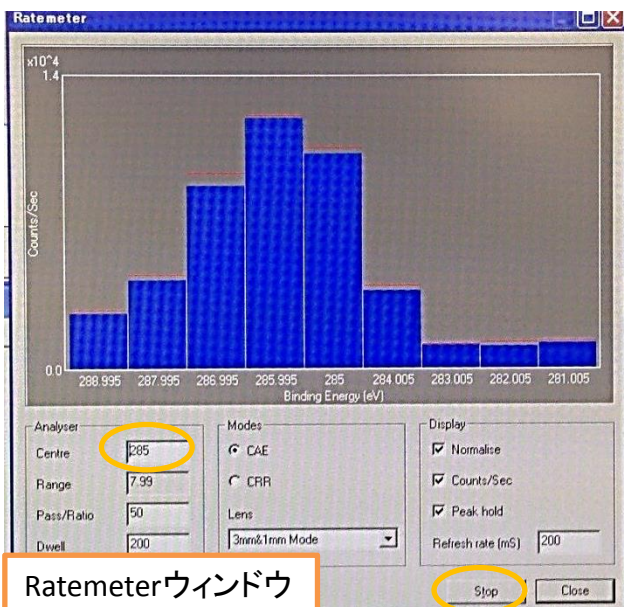 Ratemeter
x10^4
1.4
Counts/Sec
0.0
288.995 287.995 286.995 285.995 285 284.005 283.005 282.005 281.005
Binding Energy (eV)
Analyser
Centre 285
Range 7.99
Pass/Ratio 50
Dwell 200
Modes
CAE
CRR
Lens
3mm&1mm Mode
Display
Normalise
Counts/Sec
Peak hold
Refresh rate (mS) 200
Stop Close
Ratemeterウィンドウ